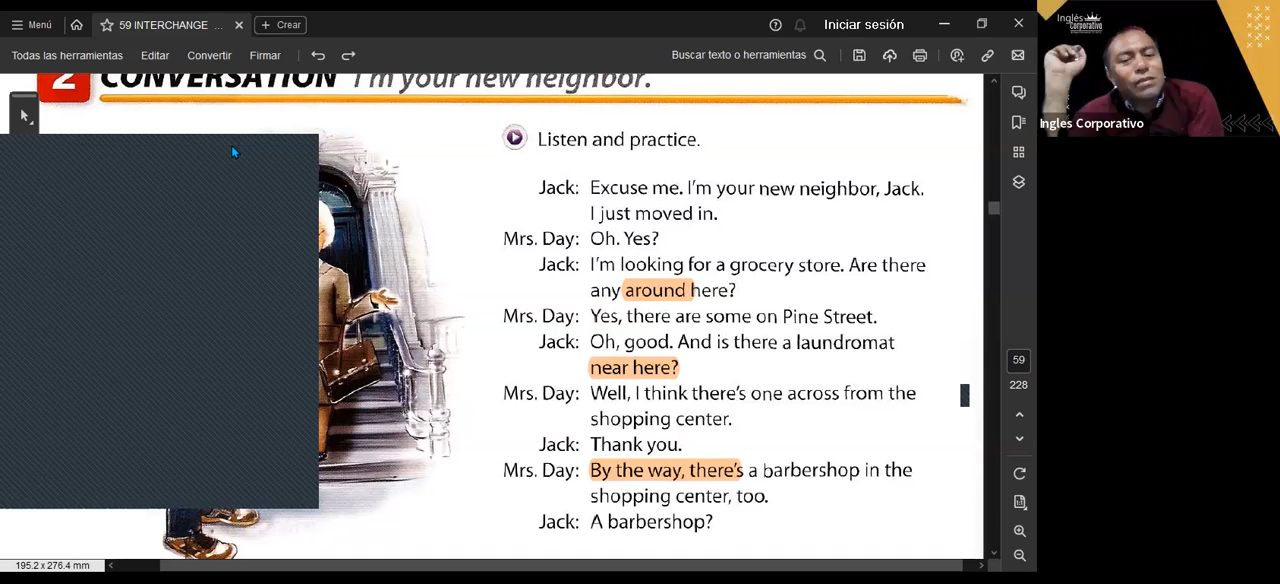 Menú
59 INTERCHANGE ...
Crear
Iniciar sesión
Todas las herramientas Editar Convertir Firmar
Buscar texto o herramientas
2 CONVERSATION I'm your new neighbor.
Listen and practice.
Jack: Excuse me. I'm your new neighbor, Jack.
I just moved in.
Mrs. Day: Oh. Yes?
Jack: I'm looking for a grocery store. Are there
any around here?
Mrs. Day: Yes, there are some on Pine Street.
Jack: Oh, good. And is there a laundromat
near here?
Mrs. Day: Well, I think there's one across from the
shopping center.
Jack: Thank you.
Mrs. Day: By the way, there's a barbershop in the
shopping center, too.
Jack: A barbershop?
59
228
195.2 x 276.4 mm
Inglés
Corporativo
Ingles Corporativo